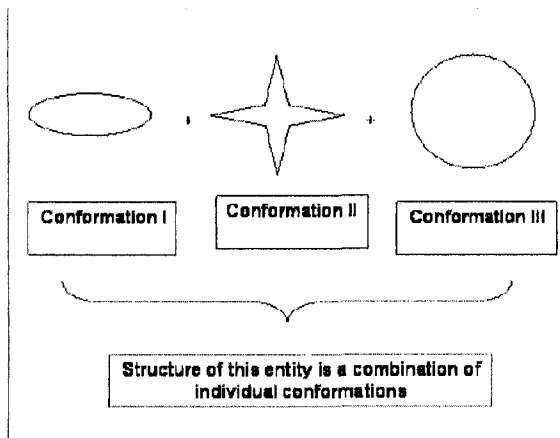 + +
Conformation I Conformation II Conformation III
Structure of this entity is a combination of
individual conformations